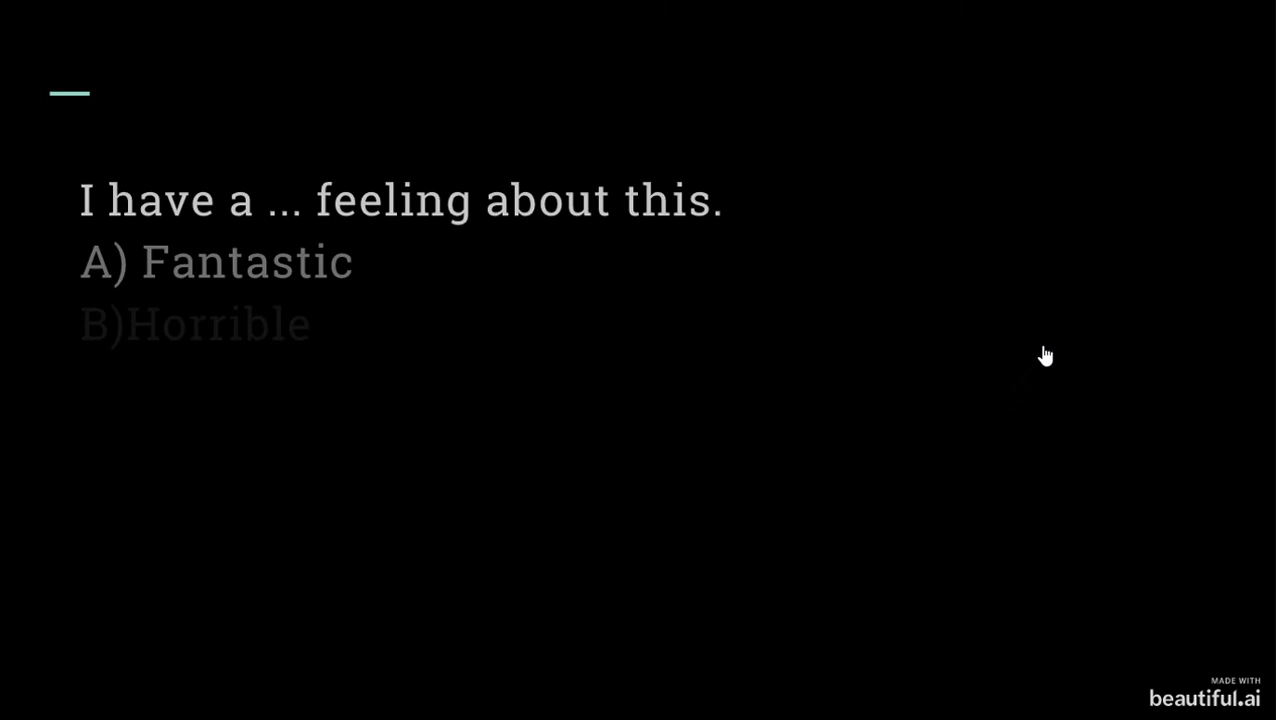 I have a ... feeling about this.
A) Fantastic
B)Horrible
MADE WITH
beautiful.ai